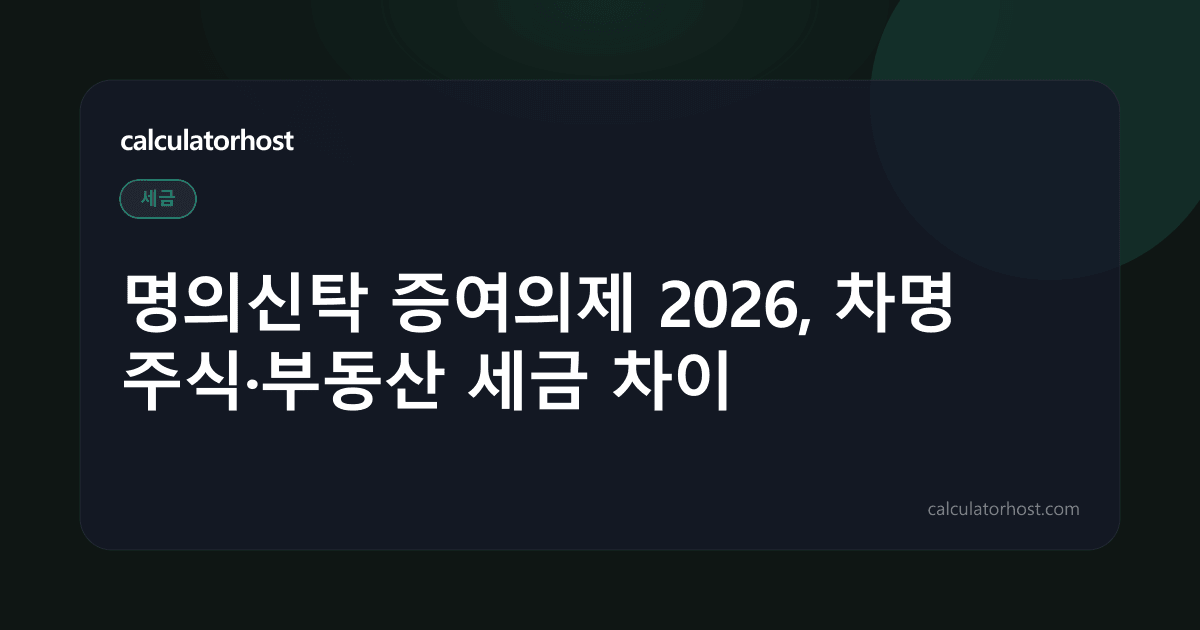 calculatorhost
세금
명의신탁 증여의제 2026, 차명
주식·부동산 세금 차이
calculatorhost.com